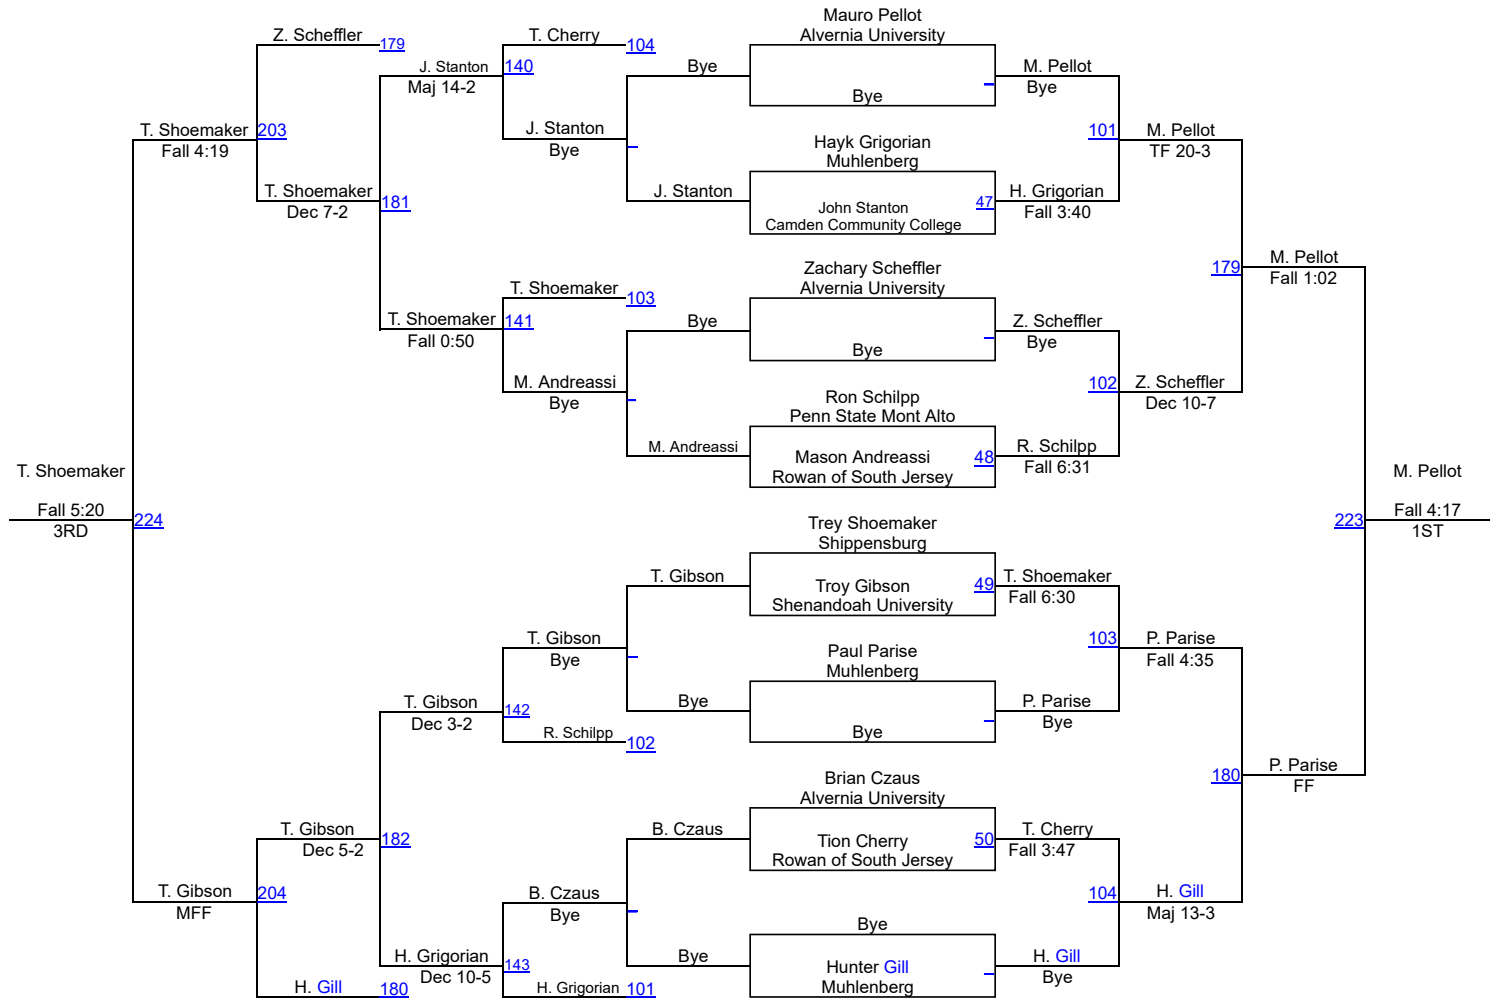 Mauro Pellot
Alvernia University
Z. Scheffler
179
T. Cherry
104
J. Stanton
140
Maj 14-2
Bye
Bye
M. Pellot
Bye
T. Shoemaker
203
Fall 4:19
J. Stanton
Bye
Hayk Grigorian
Muhlenberg
101
M. Pellot
TF 20-3
T. Shoemaker
181
Dec 7-2
J. Stanton
John Stanton
Camden Community College
47
H. Grigorian
Fall 3:40
Zachary Scheffler
Alvernia University
179
M. Pellot
Fall 1:02
T. Shoemaker
103
T. Shoemaker
141
Fall 0:50
Bye
Bye
Z. Scheffler
Bye
M. Andreassi
Bye
Ron Schilpp
Penn State Mont Alto
102
Z. Scheffler
Dec 10-7
M. Andreassi
Mason Andreassi
Rowan of South Jersey
48
R. Schilpp
Fall 6:31
T. Shoemaker
Fall 5:20
3RD
224
M. Pellot
Fall 4:17
1ST
223
Trey Shoemaker
Shippensburg
T. Gibson
Troy Gibson
Shenandoah University
49
T. Shoemaker
Fall 6:30
T. Gibson
Bye
Paul Parise
Muhlenberg
103
P. Parise
Fall 4:35
T. Gibson
142
Dec 3-2
R. Schilpp
102
Bye
Bye
P. Parise
Bye
180
P. Parise
FF
Brian Czaus
Alvernia University
T. Gibson
182
Dec 5-2
B. Czaus
Tion Cherry
Rowan of South Jersey
50
T. Cherry
Fall 3:47
T. Gibson
204
MFF
B. Czaus
Bye
104
H. Gill
Maj 13-3
Bye
H. Grigorian
143
Dec 10-5
Bye
Hunter Gill
Muhlenberg
H. Gill
Bye
H. Gill
180
H. Grigorian
101